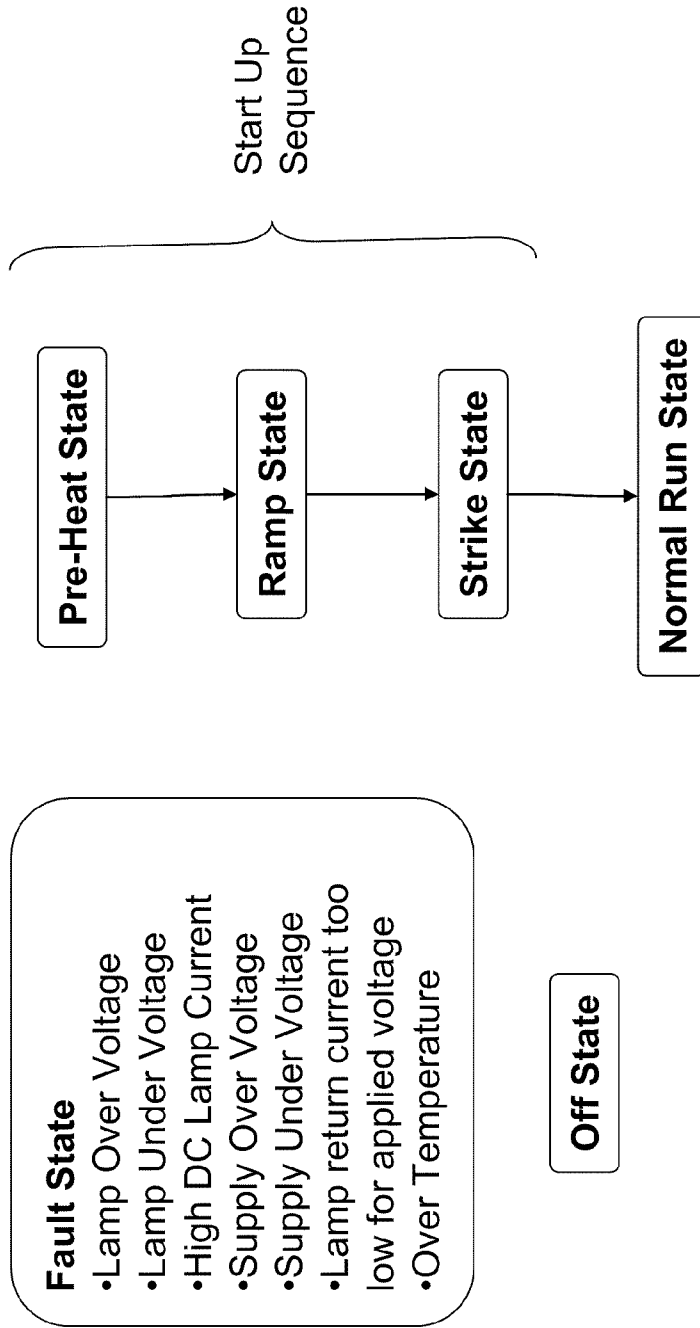 Fault State
•Lamp Over Voltage
•Lamp Under Voltage
•High DC Lamp Current
•Supply Over Voltage
•Supply Under Voltage
•Lamp return current too
low for applied voltage
•Over Temperature
Off State
Pre-Heat State
Ramp State
Strike State
Normal Run State
Start Up
Sequence